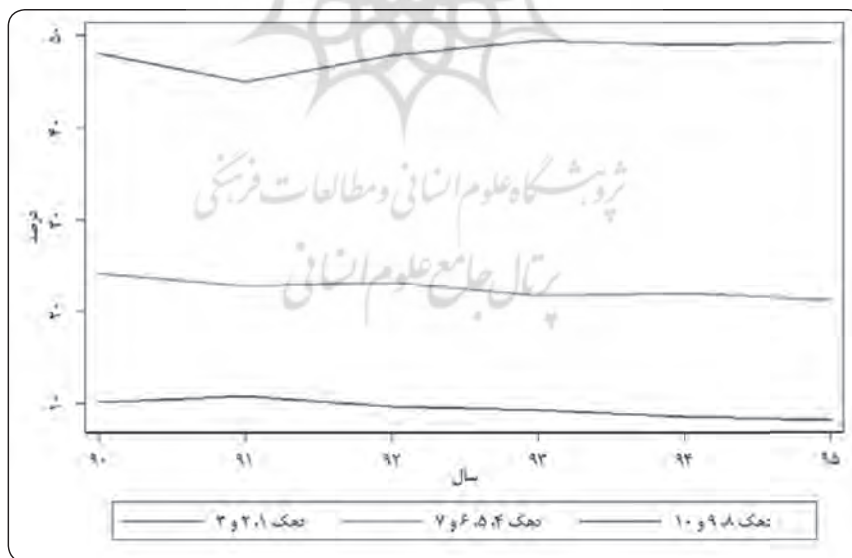 ۵۰
۴۰
۳۰
۲۰
۱۰
درصد
پژوهشگاه علوم انسانی و مطالعات فرهنگی
پرتال جامع علوم انسانی
۹۰ ۹۱ ۹۲ ۹۳ ۹۴ ۹۵
سال
دهک ۱، ۲ و ۳ دهک ۴، ۵، ۶ و ۷ دهک ۸، ۹ و ۱۰